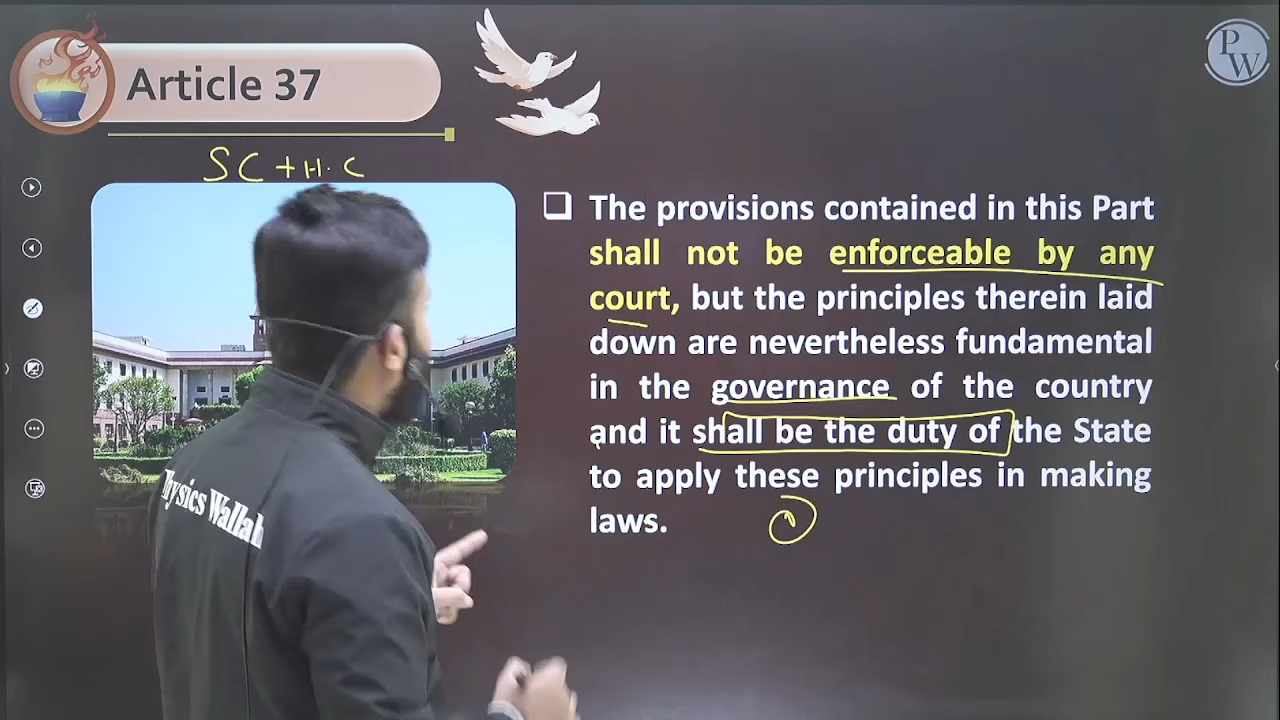 Article 37
PW
SC + H.C
❑ The provisions contained in this Part
shall not be enforceable by any
court, but the principles therein laid
down are nevertheless fundamental
in the governance of the country
and it shall be the duty of the State
to apply these principles in making
laws.
Physics Wallah